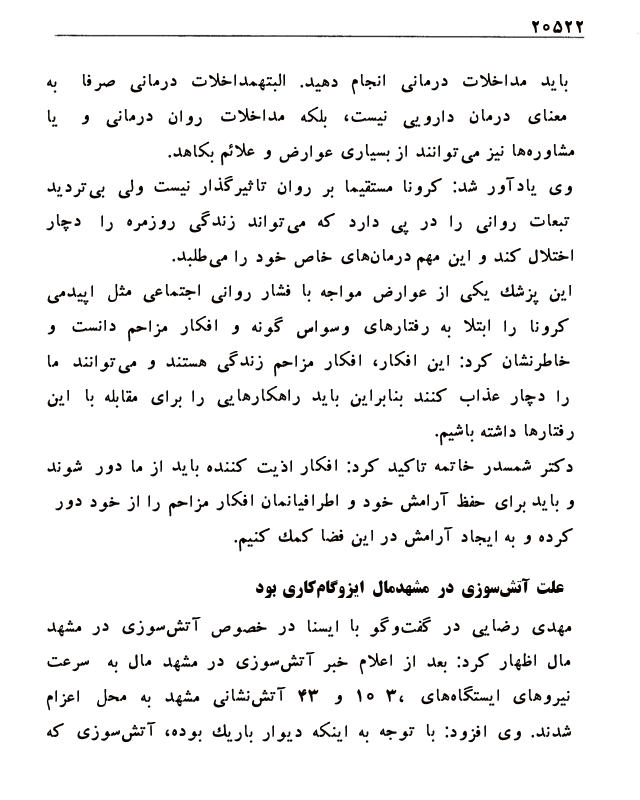 ۲۰۵۲۲
باید مداخلات درمانی انجام دهید. البتهمداخلات درمانی صرفا به
معنای درمان دارویی نیست، بلکه مداخلات روان درمانی و یا
مشاوره‌ها نیز می‌توانند از بسیاری عوارض و علائم بکاهد.
وی یادآور شد: کرونا مستقیما بر روان تاثیرگذار نیست ولی بی‌تردید
تبعات روانی را در پی دارد که می‌تواند زندگی روزمره را دچار
اختلال کند و این مهم درمان‌های خاص خود را می‌طلبد.
این پزشك یکی از عوارض مواجه با فشار روانی اجتماعی مثل اپیدمی
کرونا را ابتلا به رفتارهای وسواس گونه و افکار مزاحم دانست و
خاطرنشان کرد: این افکار، افکار مزاحم زندگی هستند و می‌توانند ما
را دچار عذاب کنند بنابراین باید راهکارهایی را برای مقابله با این
رفتارها داشته باشیم.
دکتر شمسدر خاتمه تاکید کرد: افکار اذیت کننده باید از ما دور شوند
و باید برای حفظ آرامش خود و اطرافیانمان افکار مزاحم را از خود دور
کرده و به ایجاد آرامش در این فضا کمك کنیم.
علت آتش‌سوزی در مشهدمال ایزوگام‌کاری بود
مهدی رضایی در گفت‌وگو با ایسنا در خصوص آتش‌سوزی در مشهد
مال اظهار کرد: بعد از اعلام خبر آتش‌سوزی در مشهد مال به سرعت
نیروهای ایستگاه‌های ۳، ۱۰ و ۴۳ آتش‌نشانی مشهد به محل اعزام
شدند. وی افزود: با توجه به اینکه دیوار باریك بوده، آتش‌سوزی که